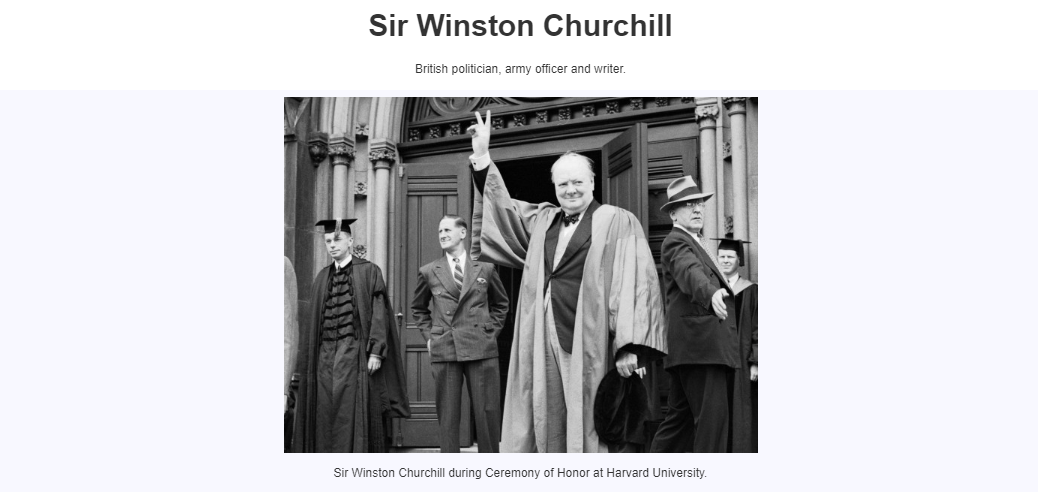 Sir Winston Churchill
British politician, army officer and writer.
Sir Winston Churchill during Ceremony of Honor at Harvard University.